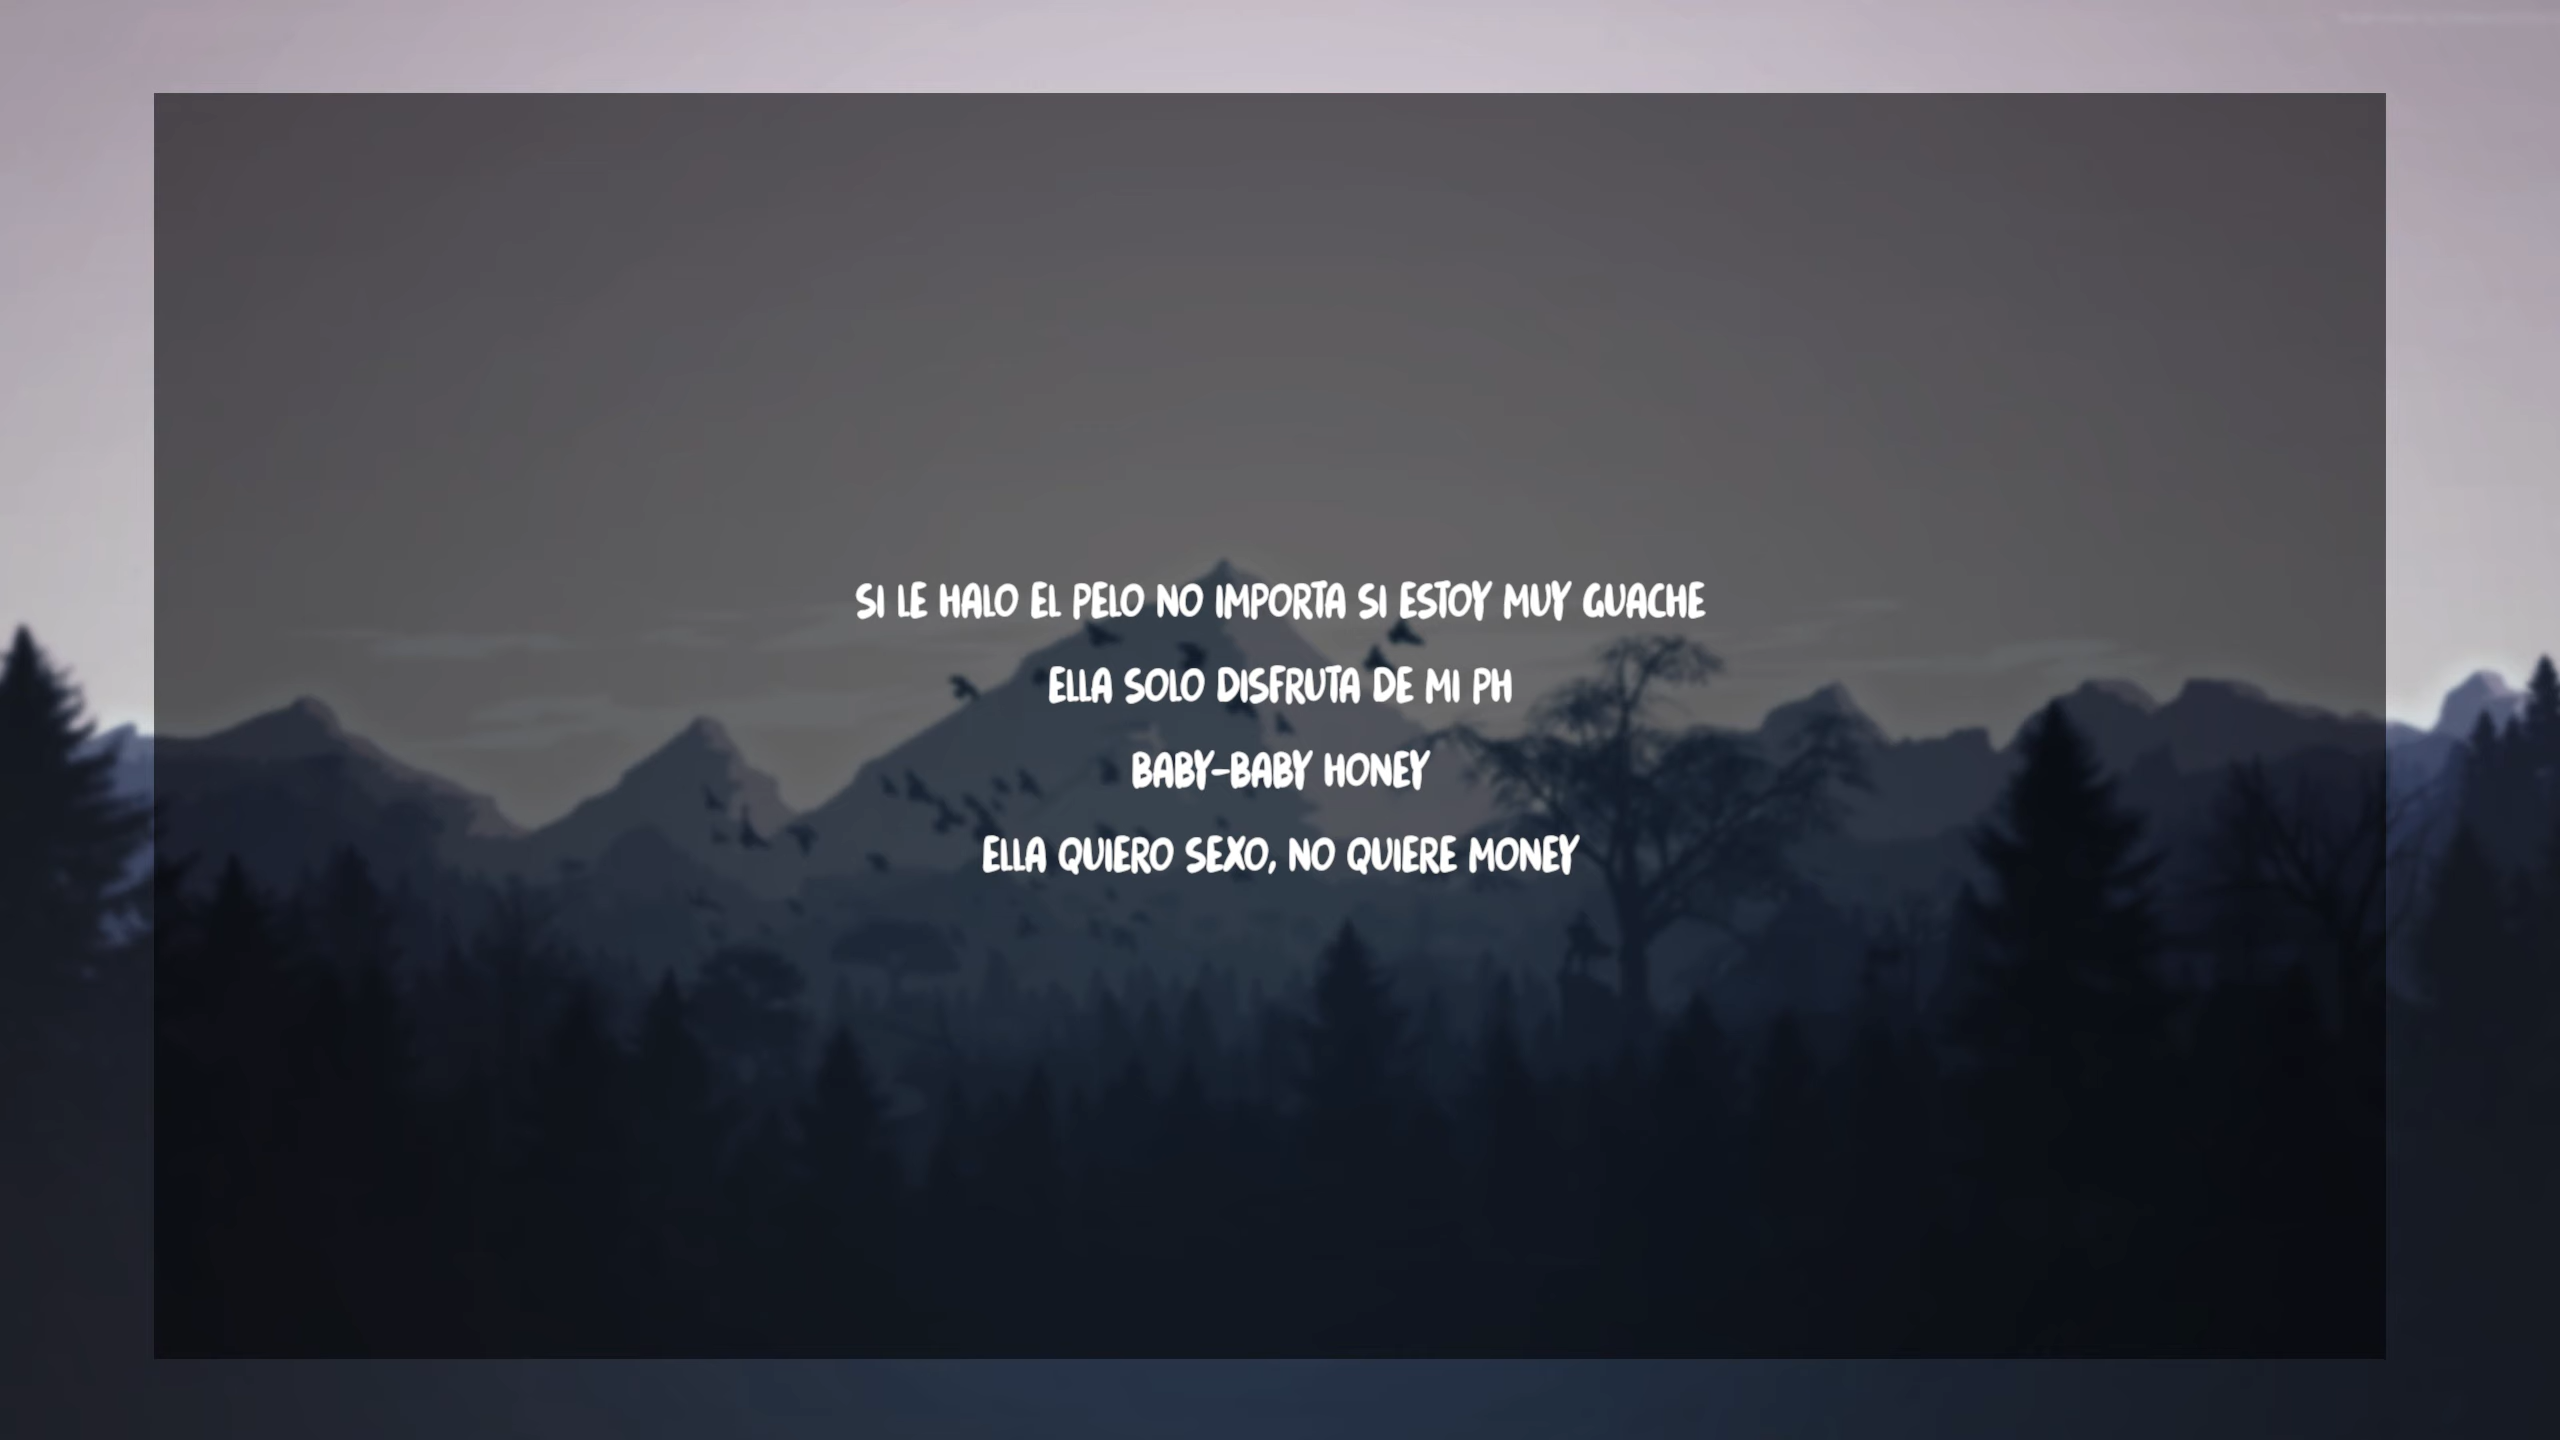 SI LE HALO EL PELO NO IMPORTA SI ESTOY MUY GUACHE
ELLA SOLO DISFRUTA DE MI PH
BABY-BABY HONEY
ELLA QUIERO SEXO, NO QUIERE MONEY